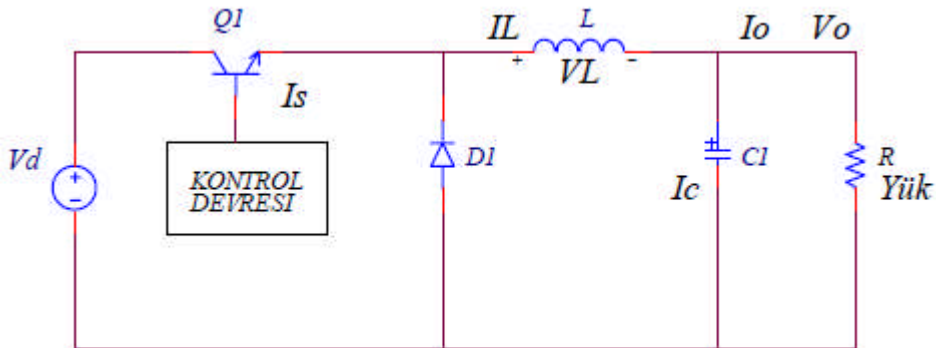 Q1
IL
L
Io
Vo
+
VL
-
Is
Vd
+
-
KONTROL
DEVRESI
D1
+
C1
Ic
R
Yük